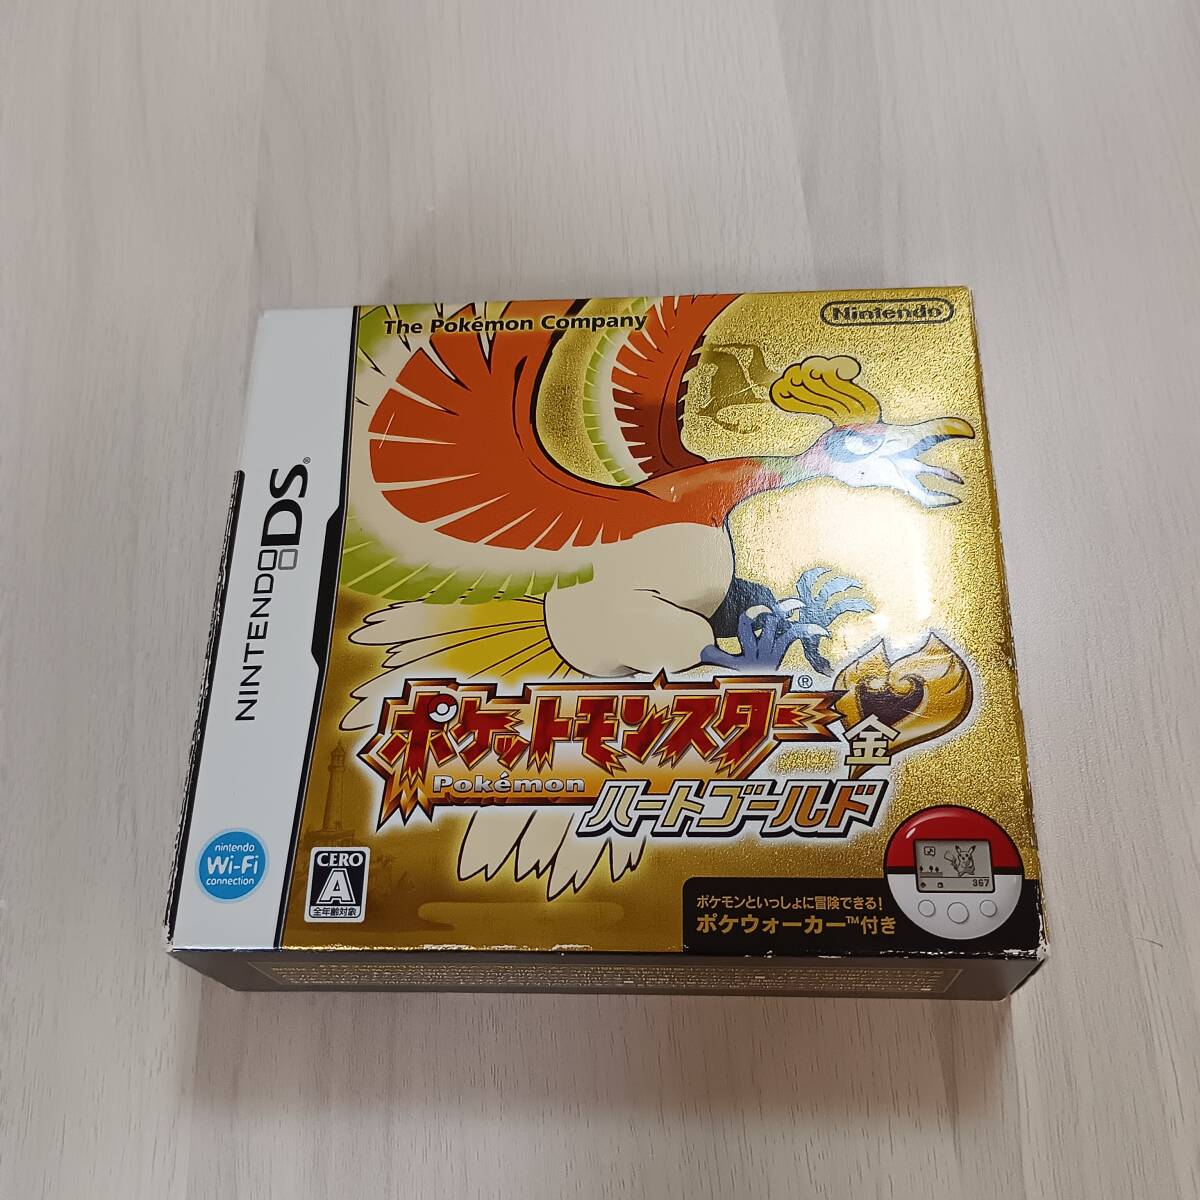 The Pokémon Company
Nintendo
NINTENDO DS®
ポケットモンスター®
Pokémon
金
ハートゴールド
nintendo
Wi-Fi
connection
CERO
A
全年齢対象
367
ポケモンといっしょに冒険できる!
ポケウォーカー™付き